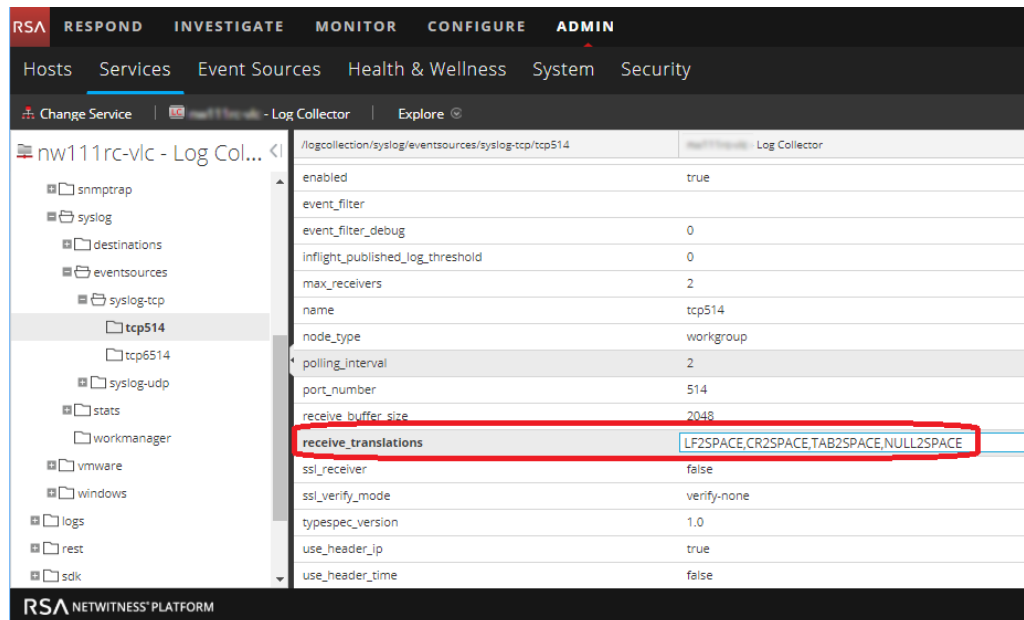 RSA RESPOND INVESTIGATE MONITOR CONFIGURE ADMIN
Hosts Services Event Sources Health & Wellness System Security
Change Service - Log Collector Explore
nw111rc-vlc - Log Col...
snmptrap
syslog
destinations
eventsources
syslog-tcp
tcp514
tcp6514
syslog-udp
stats
workmanager
vmware
windows
logs
rest
sdk
/logcollection/syslog/eventsources/syslog-tcp/tcp514 Log Collector
enabled true
event_filter
event_filter_debug 0
inflight_published_log_threshold 0
max_receivers 2
name tcp514
node_type workgroup
polling_interval 2
port_number 514
receive_buffer_size 2048
receive_translations LF2SPACE,CR2SPACE,TAB2SPACE,NULL2SPACE
ssl_receiver false
ssl_verify_mode verify-none
typespec_version 1.0
use_header_ip true
use_header_time false
RSA NETWITNESS® PLATFORM